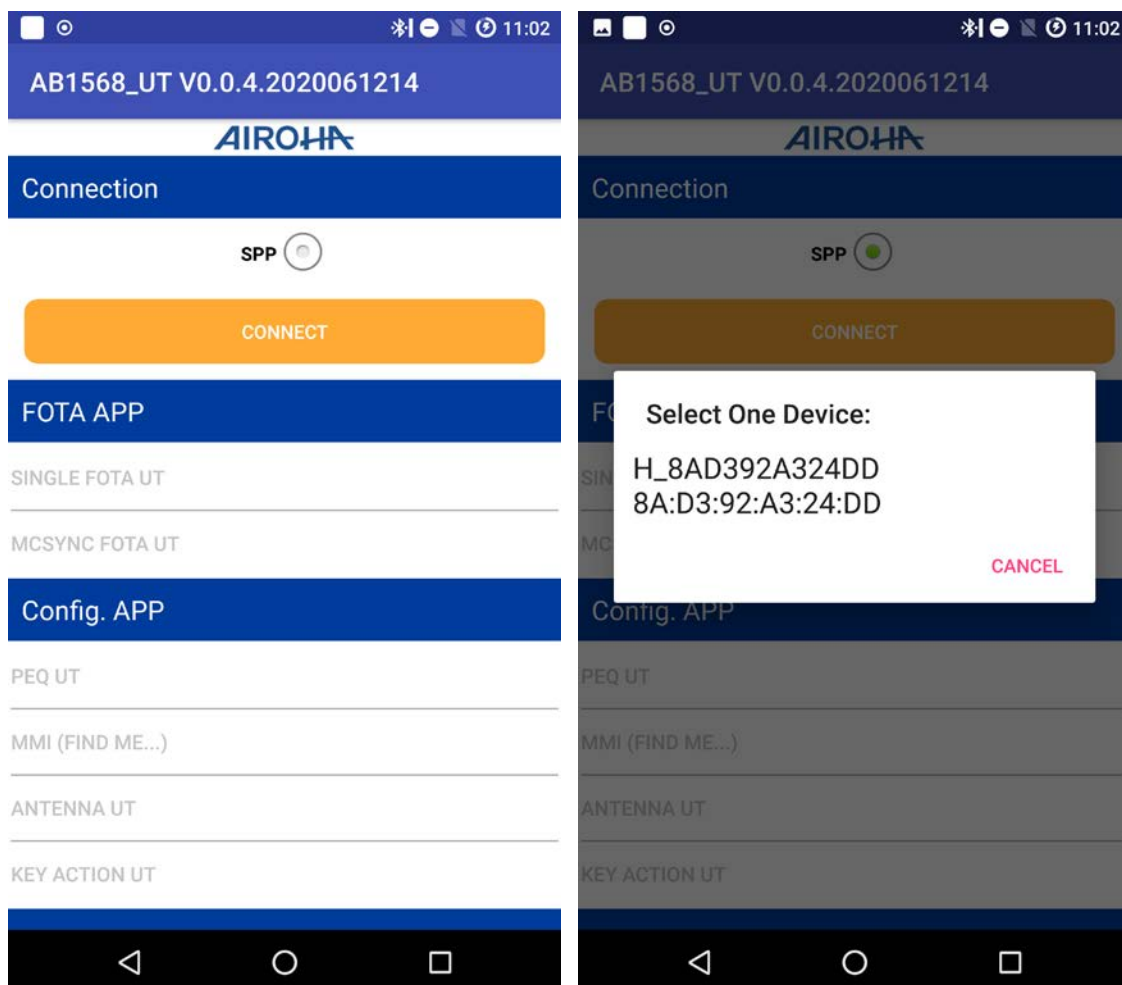 11:02
AB1568_UT V0.0.4.2020061214
AIROHA
Connection
SPP
CONNECT
FOTA APP
SINGLE FOTA UT
MCSYNC FOTA UT
Config. APP
PEQ UT
MMI (FIND ME...)
ANTENNA UT
KEY ACTION UT
11:02
AB1568_UT V0.0.4.2020061214
AIROHA
Connection
SPP
CONNECT
FO
Select One Device:
SIN
H_8AD392A324DD
8A:D3:92:A3:24:DD
MC
CANCEL
Config. APP
PEQ UT
MMI (FIND ME...)
ANTENNA UT
KEY ACTION UT